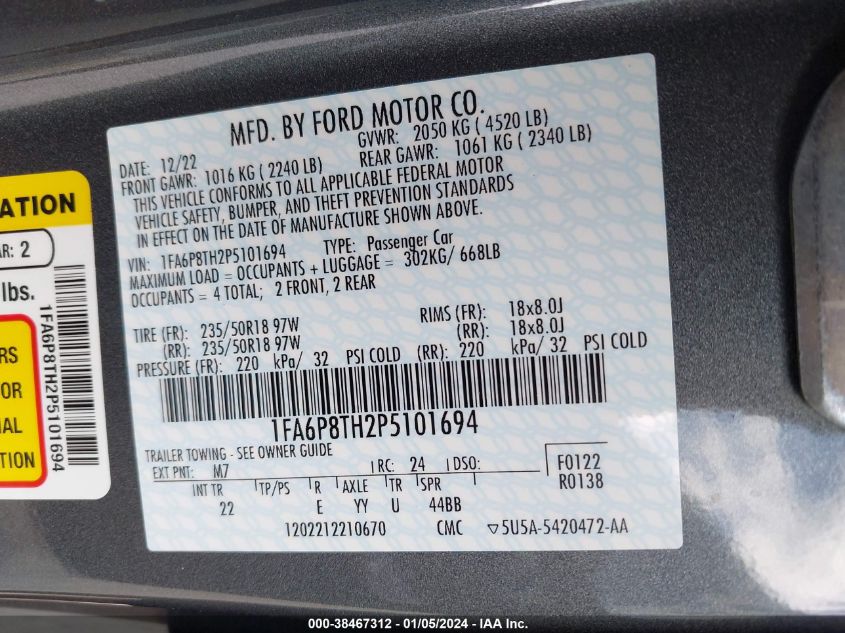 MFD. BY FORD MOTOR CO.
DATE: 12/22 GVWR: 2050 KG ( 4520 LB)
FRONT GAWR: 1016 KG ( 2240 LB) REAR GAWR: 1061 KG ( 2340 LB)
THIS VEHICLE CONFORMS TO ALL APPLICABLE FEDERAL MOTOR
VEHICLE SAFETY, BUMPER, AND THEFT PREVENTION STANDARDS
IN EFFECT ON THE DATE OF MANUFACTURE SHOWN ABOVE.
VIN: 1FA6P8TH2P5101694 TYPE: Passenger Car
MAXIMUM LOAD = OCCUPANTS + LUGGAGE = 302KG/ 668LB
OCCUPANTS = 4 TOTAL; 2 FRONT, 2 REAR
TIRE (FR): 235/50R18 97W RIMS (FR): 18x8.0J
(RR): 235/50R18 97W (RR): 18x8.0J
PRESSURE (FR): 220 kPa/ 32 PSI COLD (RR): 220 kPa/ 32 PSI COLD
1FA6P8TH2P5101694
TRAILER TOWING - SEE OWNER GUIDE
EXT PNT: M7 RC: 24 DSO: F0122
R0138
INT TR TP/PS R AXLE TR SPR
22 E YY U 44BB
1202212210670 CMC ▽5U5A-5420472-AA
ATION
AR: 2
lbs.
1FA6P8TH2P5101694
RS
OR
AL
TION
000-38467312 - 01/05/2024 - IAA Inc.